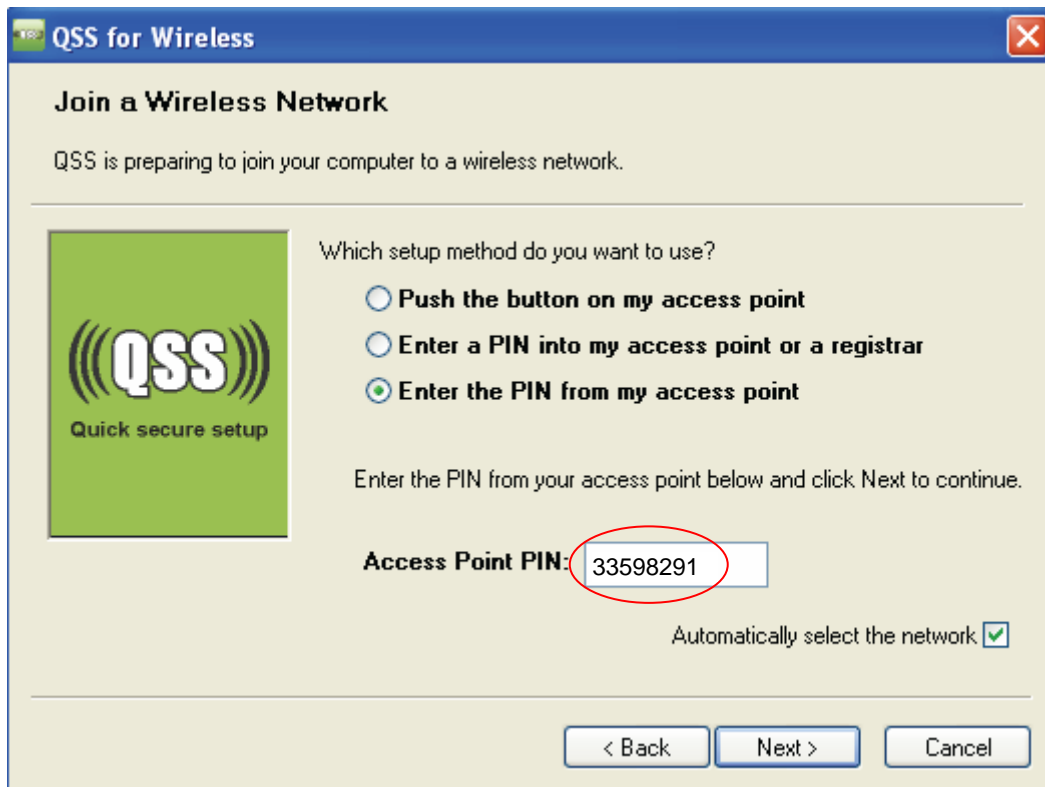 QSS for Wireless
Join a Wireless Network
QSS is preparing to join your computer to a wireless network.
Which setup method do you want to use?
Push the button on my access point
Enter a PIN into my access point or a registrar
Enter the PIN from my access point
(((QSS)))
Quick secure setup
Enter the PIN from your access point below and click Next to continue.
Access Point PIN: 33598291
Automatically select the network
< Back Next > Cancel